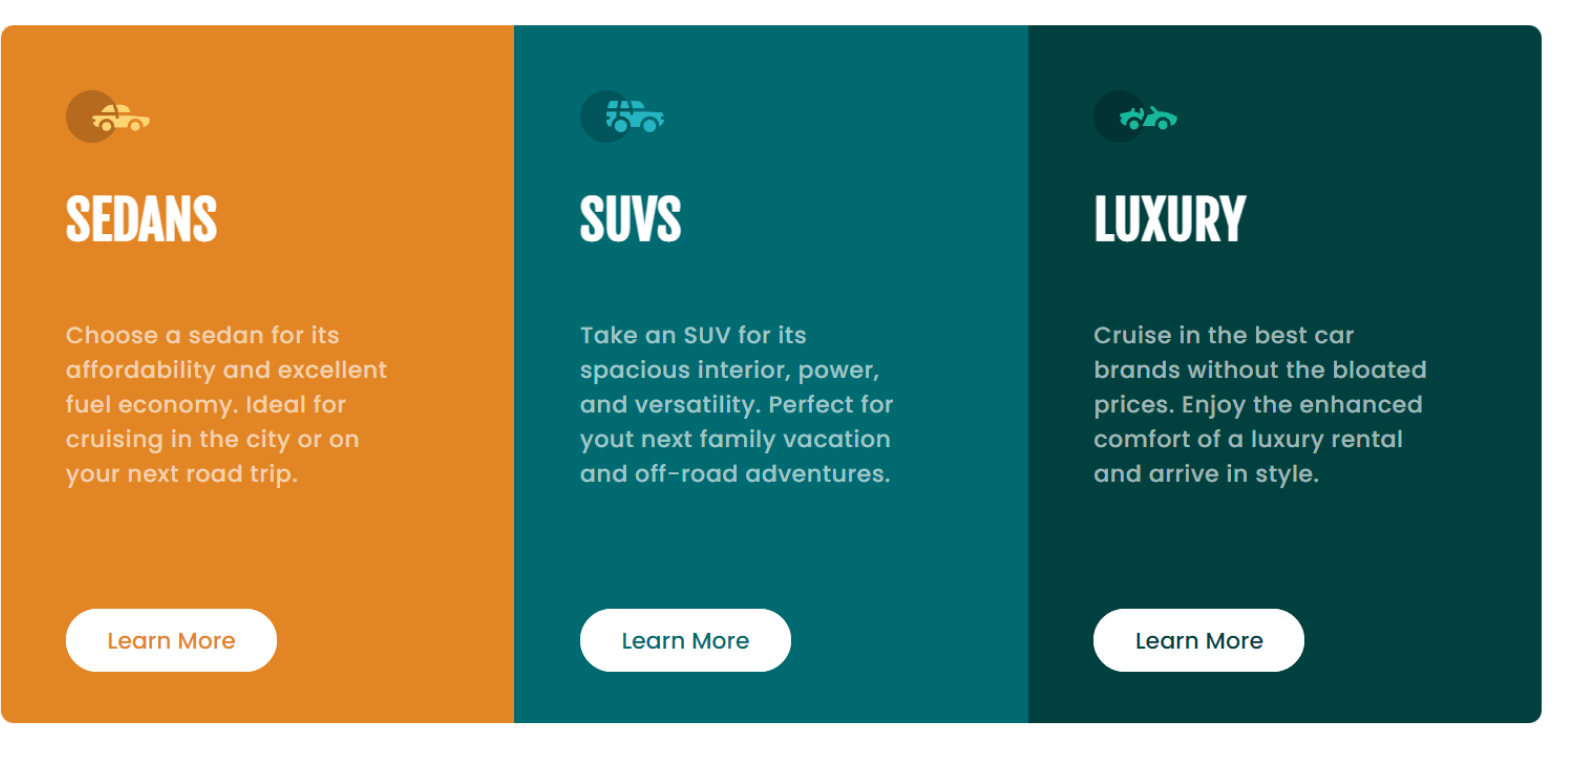 SEDANS
Choose a sedan for its
affordability and excellent
fuel economy. Ideal for
cruising in the city or on
your next road trip.
Learn More
SUVS
Take an SUV for its
spacious interior, power,
and versatility. Perfect for
yout next family vacation
and off-road adventures.
Learn More
LUXURY
Cruise in the best car
brands without the bloated
prices. Enjoy the enhanced
comfort of a luxury rental
and arrive in style.
Learn More